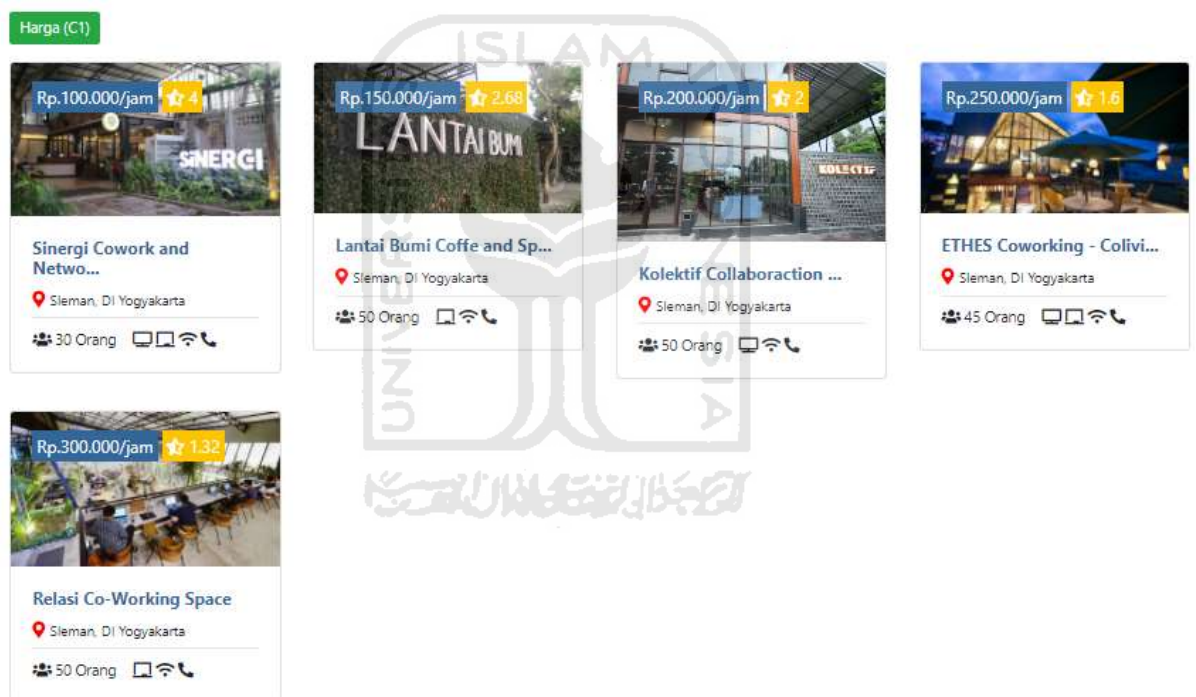 Harga (C1)
Rp.100.000/jam 4
SINERGI
Sinergi Cowork and
Netwo...
Sleman, DI Yogyakarta
30 Orang
Rp.150.000/jam 2.68
LANTAI BUMI
Lantai Bumi Coffe and Sp...
Sleman, DI Yogyakarta
50 Orang
Rp.200.000/jam 2
KOLEKTIF
Kolektif Collaboraction ...
Sleman, DI Yogyakarta
50 Orang
Rp.250.000/jam 1.6
ETHES Coworking - Colivi...
Sleman, DI Yogyakarta
45 Orang
Rp.300.000/jam 1.32
Relasi Co-Working Space
Sleman, DI Yogyakarta
50 Orang
UNIVERSITAS
ISLAM
INDONESIA